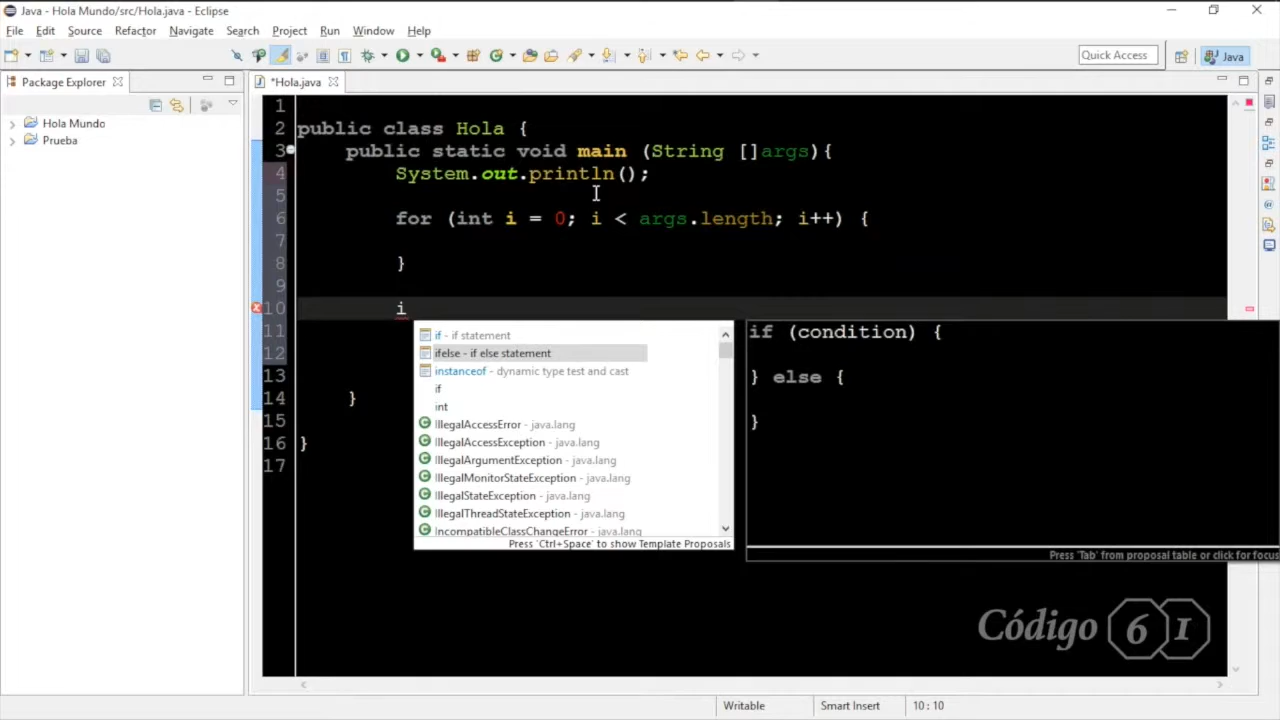 Java - Hola Mundo/src/Hola.java - Eclipse
File Edit Source Refactor Navigate Search Project Run Window Help
Quick Access
Java
Package Explorer
*Hola.java
Hola Mundo
Prueba
1
2 public class Hola {
3 public static void main (String []args){
4 System.out.println();
5
6 for (int i = 0; i < args.length; i++) {
7
8 }
9
10 i
11
12
13
14 }
15
16 }
17
if - if statement
ifelse - if else statement
instanceof - dynamic type test and cast
if
int
IllegalAccessError - java.lang
IllegalAccessException - java.lang
IllegalArgumentException - java.lang
IllegalMonitorStateException - java.lang
IllegalStateException - java.lang
IllegalThreadStateException - java.lang
IncompatibleClassChangeError - java.lang
Press 'Ctrl+Space' to show Template Proposals
if (condition) {
} else {
}
Press 'Tab' from proposal table or click for focus
Código 61
Writable
Smart Insert
10 : 10